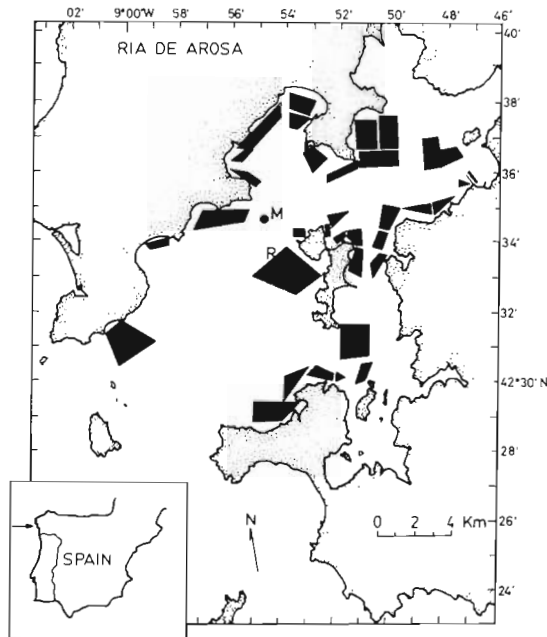 02' 9°00'W 56' 54' 52' 50' 48' 46'
40'
RIA DE AROSA
38'
36'
M
34'
R
32'
42°30'N
28'
N
0 2 4 Km
26'
SPAIN
24'